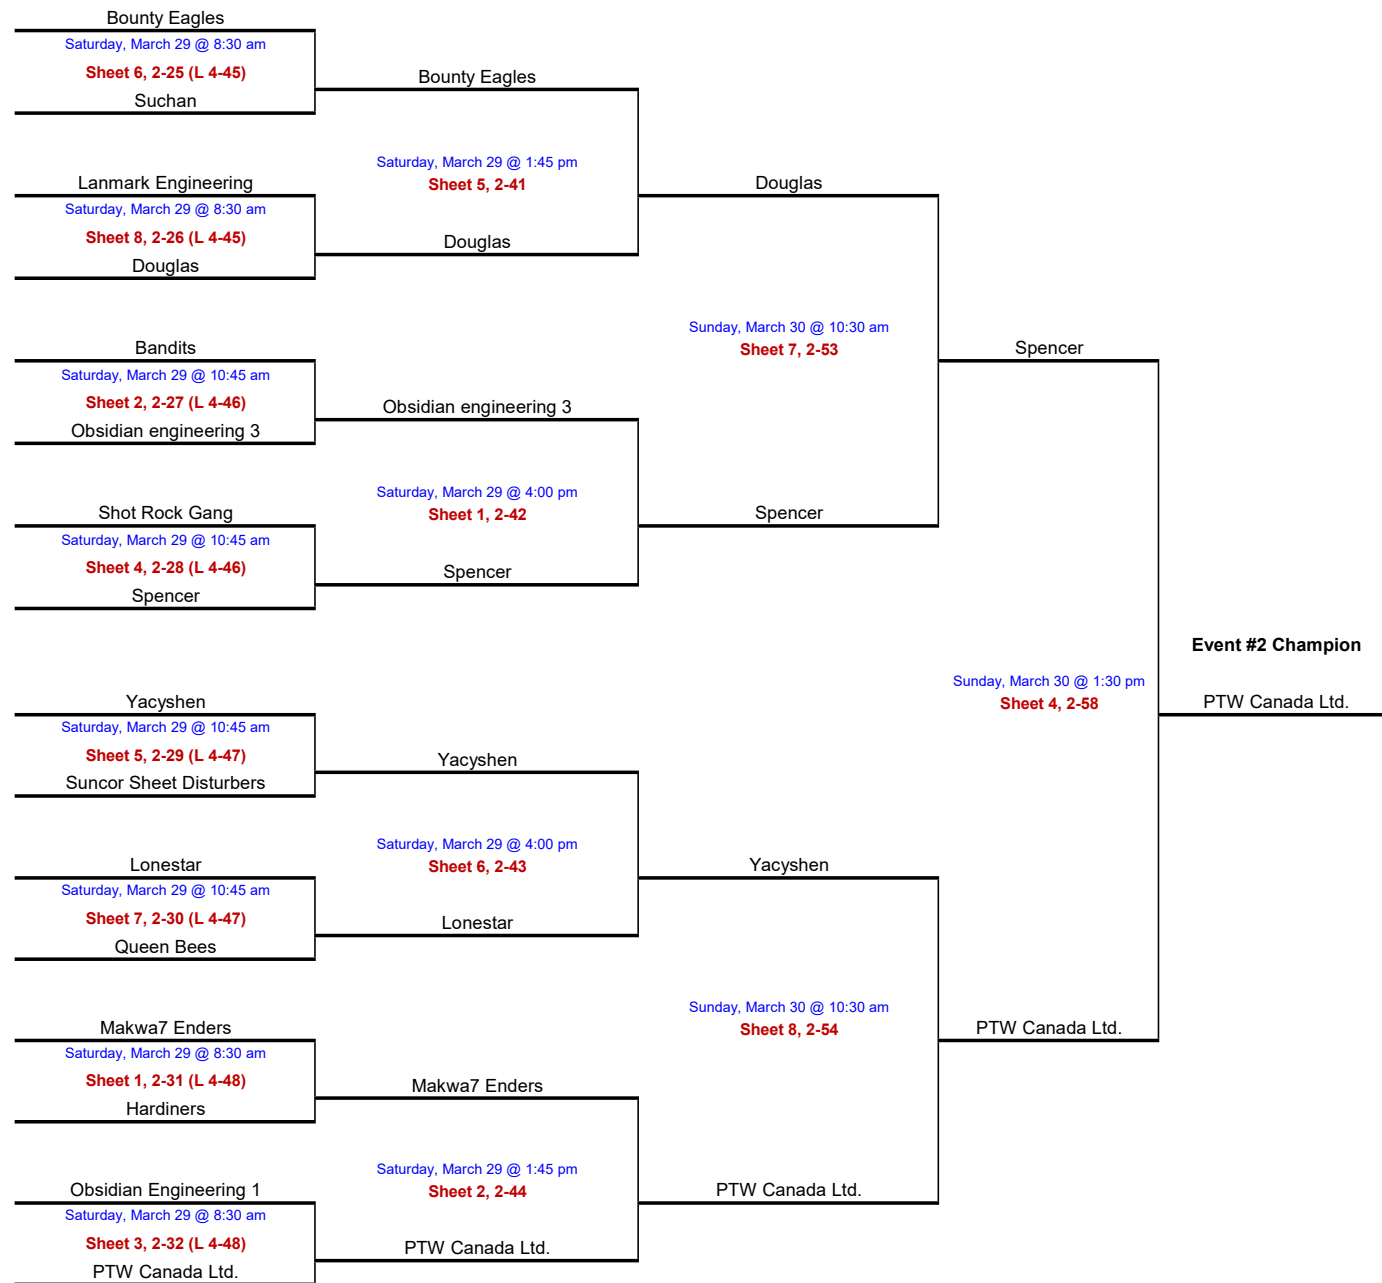 Bounty Eagles
Saturday, March 29 @ 8:30 am
Sheet 6, 2-25 (L 4-45)
Suchan
Lanmark Engineering
Saturday, March 29 @ 8:30 am
Sheet 8, 2-26 (L 4-45)
Douglas
Bandits
Saturday, March 29 @ 10:45 am
Sheet 2, 2-27 (L 4-46)
Obsidian engineering 3
Shot Rock Gang
Saturday, March 29 @ 10:45 am
Sheet 4, 2-28 (L 4-46)
Spencer
Yacyshen
Saturday, March 29 @ 10:45 am
Sheet 5, 2-29 (L 4-47)
Suncor Sheet Disturbers
Lonestar
Saturday, March 29 @ 10:45 am
Sheet 7, 2-30 (L 4-47)
Queen Bees
Makwa7 Enders
Saturday, March 29 @ 8:30 am
Sheet 1, 2-31 (L 4-48)
Hardiners
Obsidian Engineering 1
Saturday, March 29 @ 8:30 am
Sheet 3, 2-32 (L 4-48)
PTW Canada Ltd.
Bounty Eagles
Saturday, March 29 @ 1:45 pm
Sheet 5, 2-41
Douglas
Obsidian engineering 3
Saturday, March 29 @ 4:00 pm
Sheet 1, 2-42
Spencer
Yacyshen
Saturday, March 29 @ 4:00 pm
Sheet 6, 2-43
Lonestar
Makwa7 Enders
Saturday, March 29 @ 1:45 pm
Sheet 2, 2-44
PTW Canada Ltd.
Douglas
Sunday, March 30 @ 10:30 am
Sheet 7, 2-53
Spencer
Yacyshen
Sunday, March 30 @ 10:30 am
Sheet 8, 2-54
PTW Canada Ltd.
Spencer
Sunday, March 30 @ 1:30 pm
Sheet 4, 2-58
PTW Canada Ltd.
Event #2 Champion
PTW Canada Ltd.